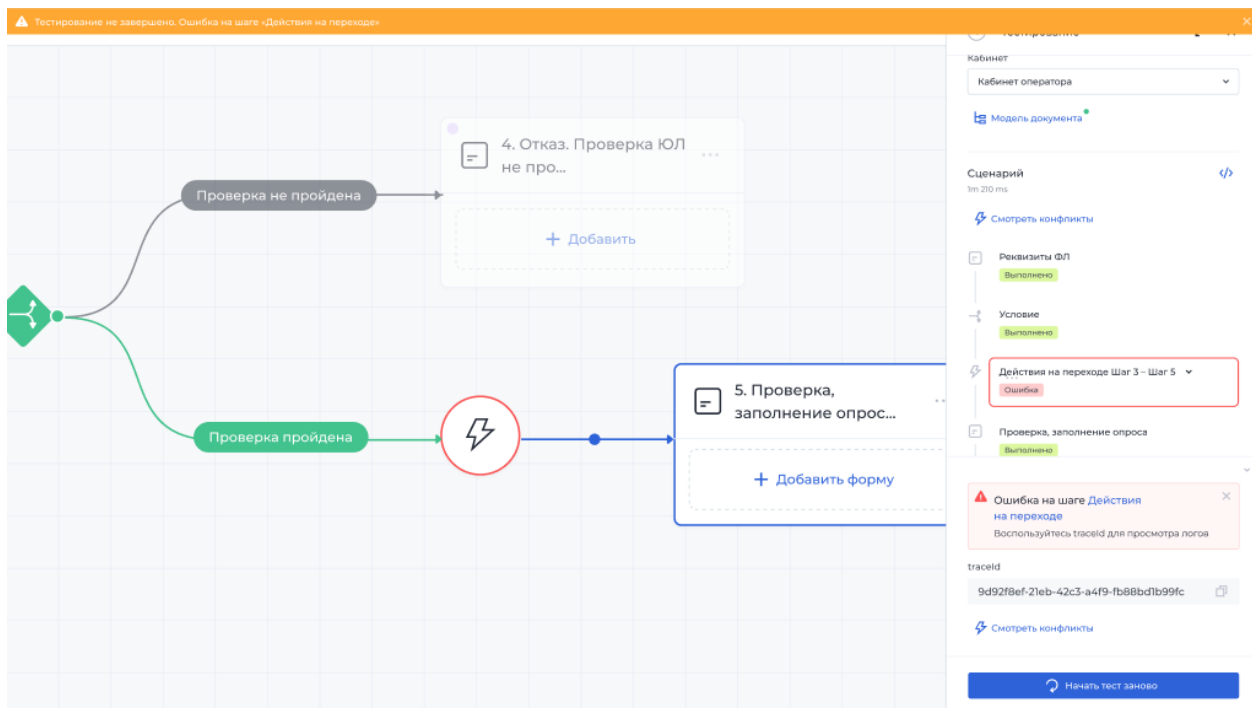 Тестирование не завершено. Ошибка на шаге «Действия на переходе»
4. Отказ. Проверка ЮЛ
не про...
Добавить
Проверка не пройдена
Проверка пройдена
5. Проверка,
заполнение опрос...
Добавить форму
Тестирование
Кабинет
Кабинет оператора
Модель документа
Сценарий
</>
1m 210 ms
Смотреть конфликты
Реквизиты ФЛ
Выполнено
Условие
Выполнено
Действия на переходе Шаг 3 – Шаг 5
Ошибка
Проверка, заполнение опроса
Выполнено
Ошибка на шаге Действия
на переходе
Воспользуйтесь traceId для просмотра логов
traceId
9d92f8ef-21eb-42c3-a4f9-fb88bd1b99fc
Смотреть конфликты
Начать тест заново